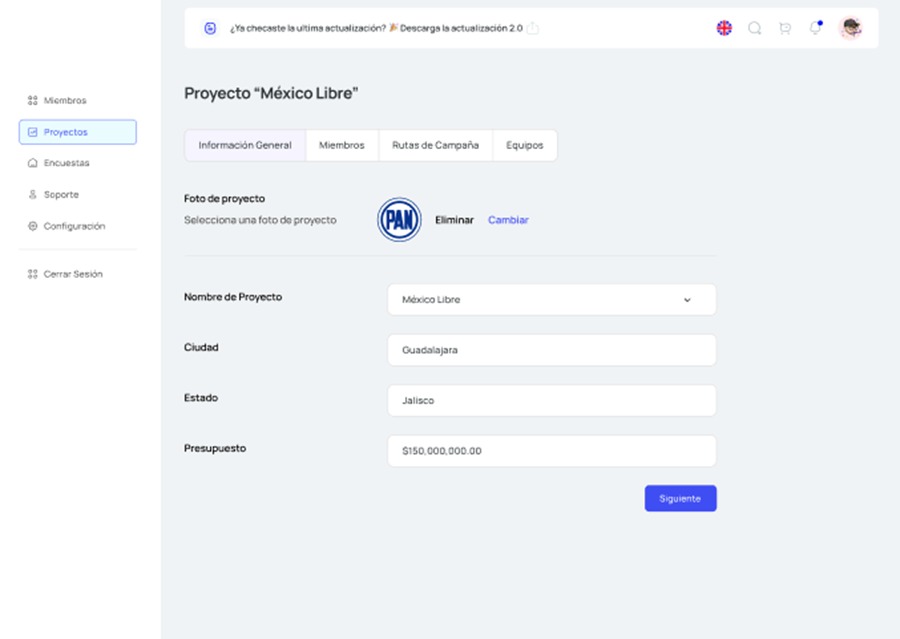 ¿Ya checaste la ultima actualización? 🎉 Descarga la actualización 2.0
Miembros
Proyectos
Encuestas
Soporte
Configuración
Cerrar Sesión
Proyecto “México Libre”
Información General
Miembros
Rutas de Campaña
Equipos
Foto de proyecto
Selecciona una foto de proyecto
PAN
Eliminar
Cambiar
Nombre de Proyecto
México Libre
Ciudad
Guadalajara
Estado
Jalisco
Presupuesto
$150,000,000.00
Siguiente